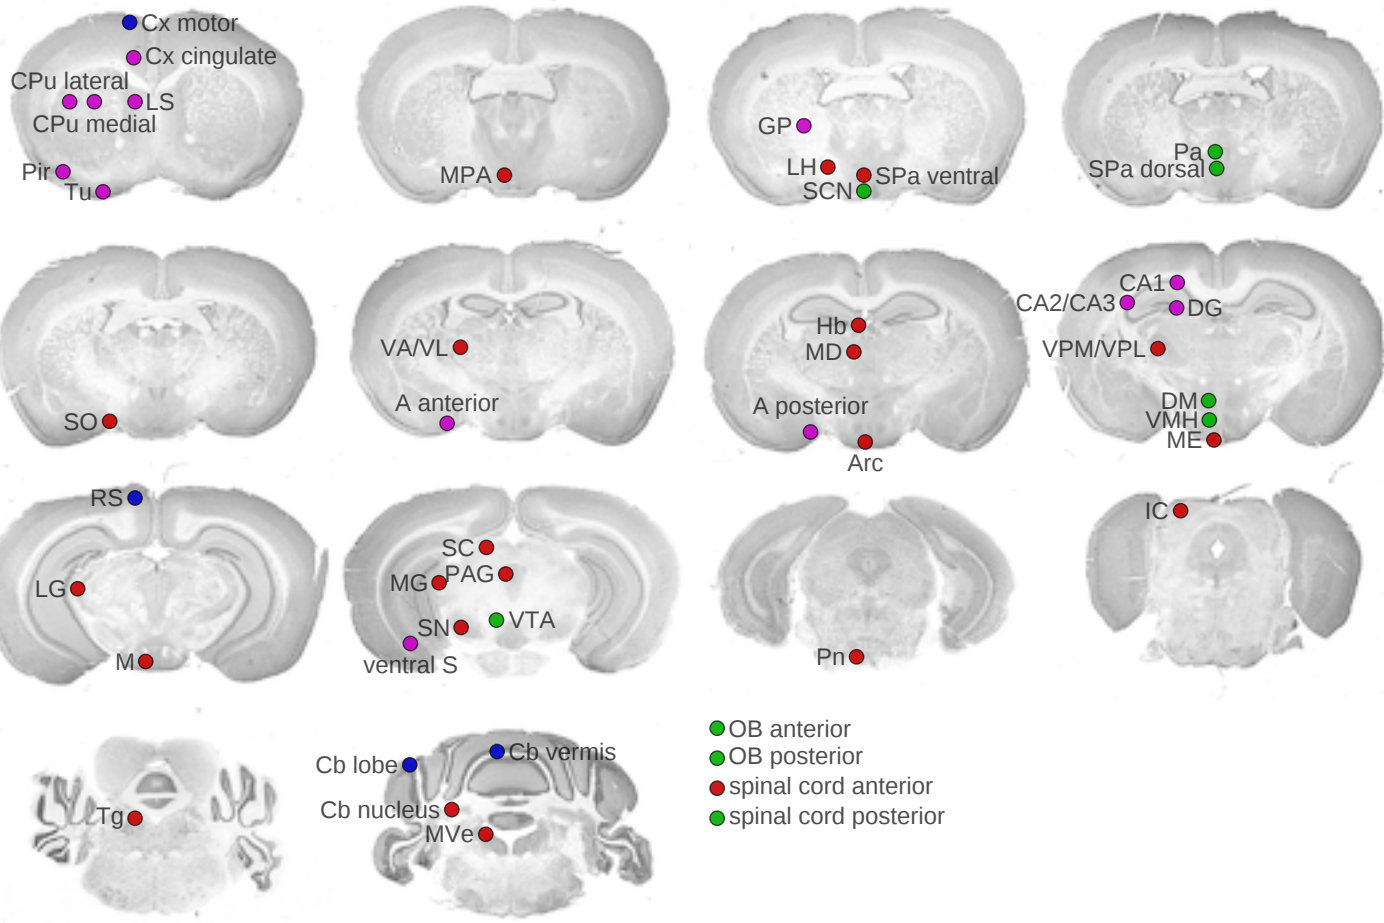 Cx motor
Cx cingulate
CPu lateral
LS
CPu medial
Pir
Tu
MPA
GP
LH
SPa ventral
SCN
Pa
SPa dorsal
SO
VA/VL
A anterior
Hb
MD
A posterior
Arc
CA1
CA2/CA3
DG
VPM/VPL
DM
VMH
ME
RS
LG
M
SC
MG
PAG
SN
VTA
ventral S
Pn
IC
Tg
Cb lobe
Cb vermis
Cb nucleus
MVe
OB anterior
OB posterior
spinal cord anterior
spinal cord posterior